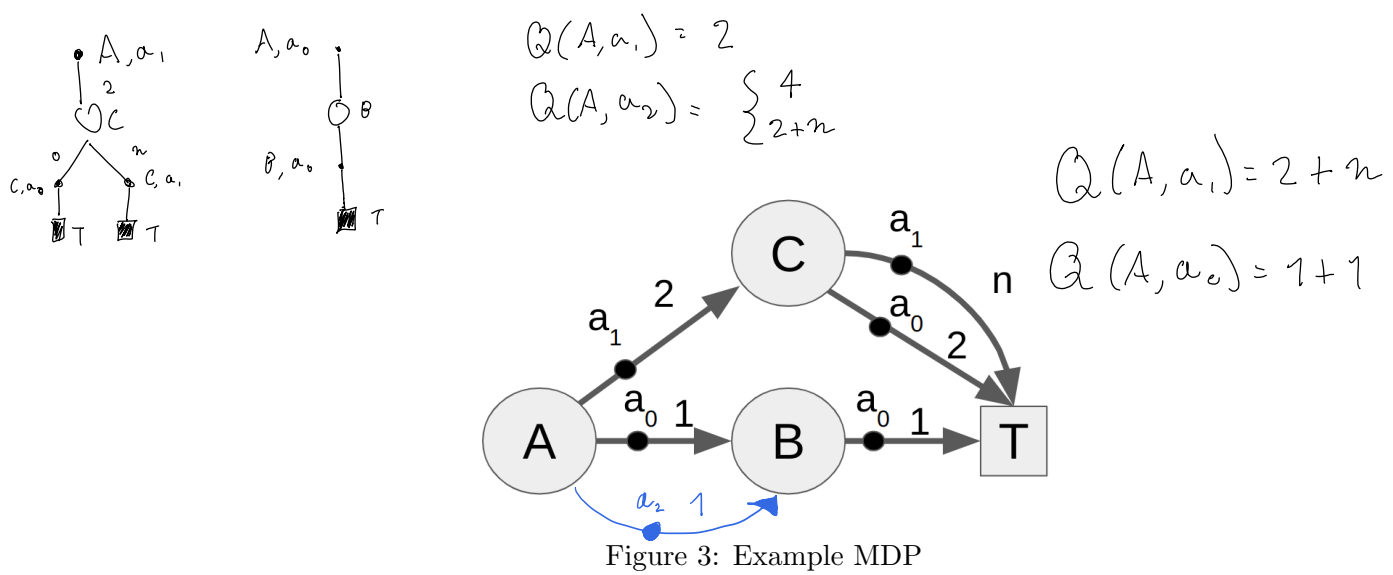 A, a₁
2
C
0 n
C, a₀ C, a₁
T T
A, a₀
B
B, a₀
T
Q(A, a₁) = 2
Q(A, a₂) = { 4
2+n
Q(A, a₁) = 2 + n
Q(A, a₀) = 1 + 1
C
a₁
n
a₀
2
2
a₁
A
a₀ 1
B
a₀ 1
T
a₂ 1
Figure 3: Example MDP